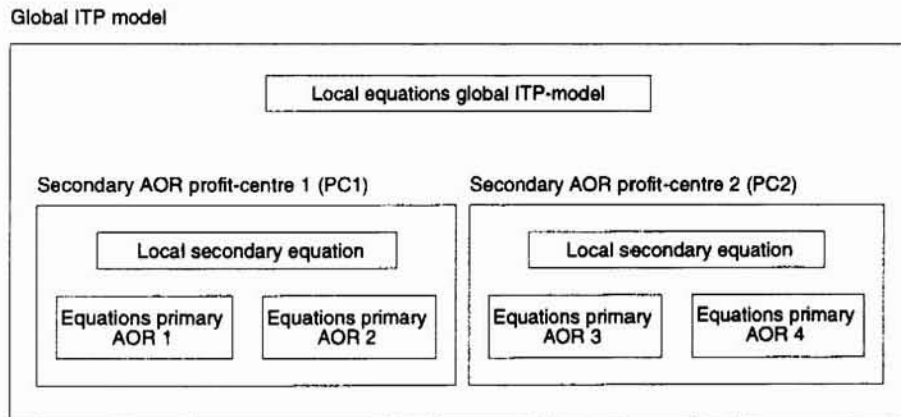 Global ITP model
Local equations global ITP-model
Secondary AOR profit-centre 1 (PC1)
Local secondary equation
Equations primary
AOR 1
Equations primary
AOR 2
Secondary AOR profit-centre 2 (PC2)
Local secondary equation
Equations primary
AOR 3
Equations primary
AOR 4